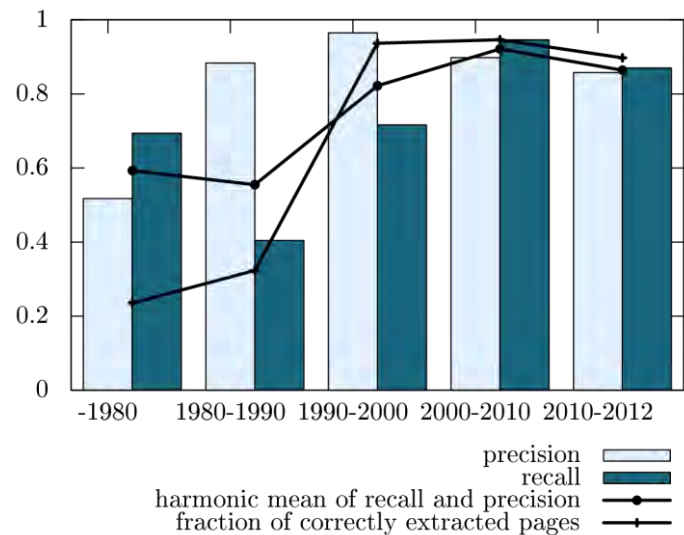 1
0.8
0.6
0.4
0.2
0
-1980 1980-1990 1990-2000 2000-2010 2010-2012
precision
recall
harmonic mean of recall and precision
fraction of correctly extracted pages